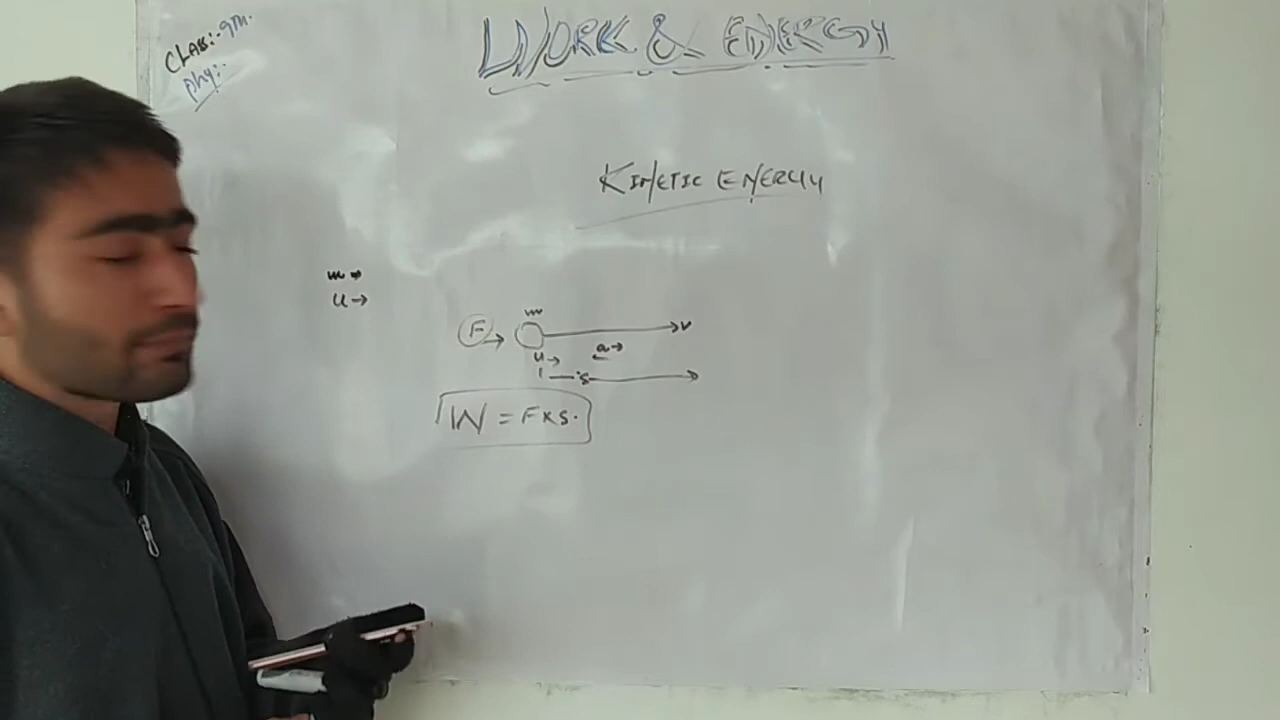 CLASS:- 9TH.
Phy:-
WORK & ENERGY
KINETIC ENERGY
m→
u→
m
F→ →v
u→ a→
s
W = F×s.